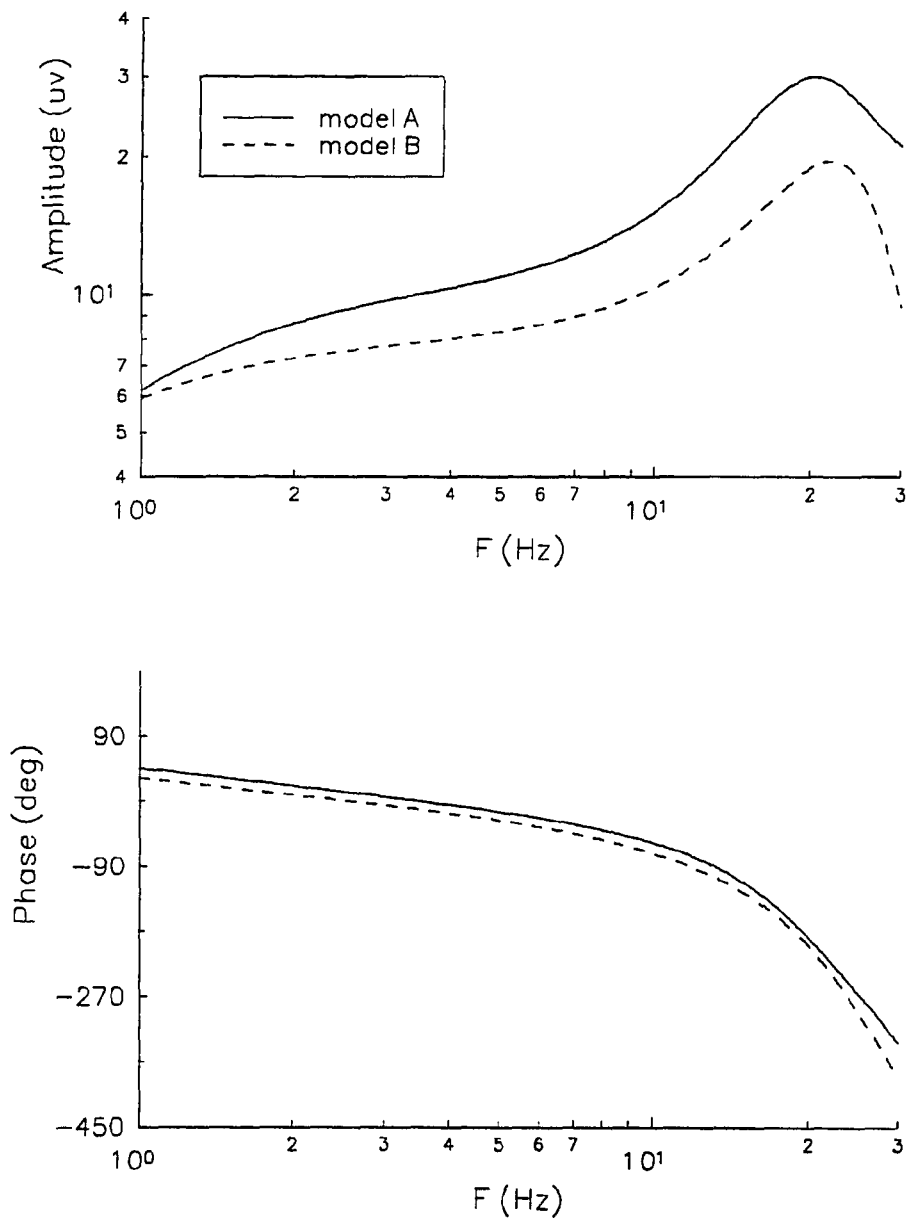 4
3
2
10¹
7
6
5
4
Amplitude (uv)
model A
model B
10⁰ 2 3 4 5 6 7 10¹ 2 3
F (Hz)
90
-90
-270
-450
Phase (deg)
10⁰ 2 3 4 5 6 7 10¹ 2 3
F (Hz)